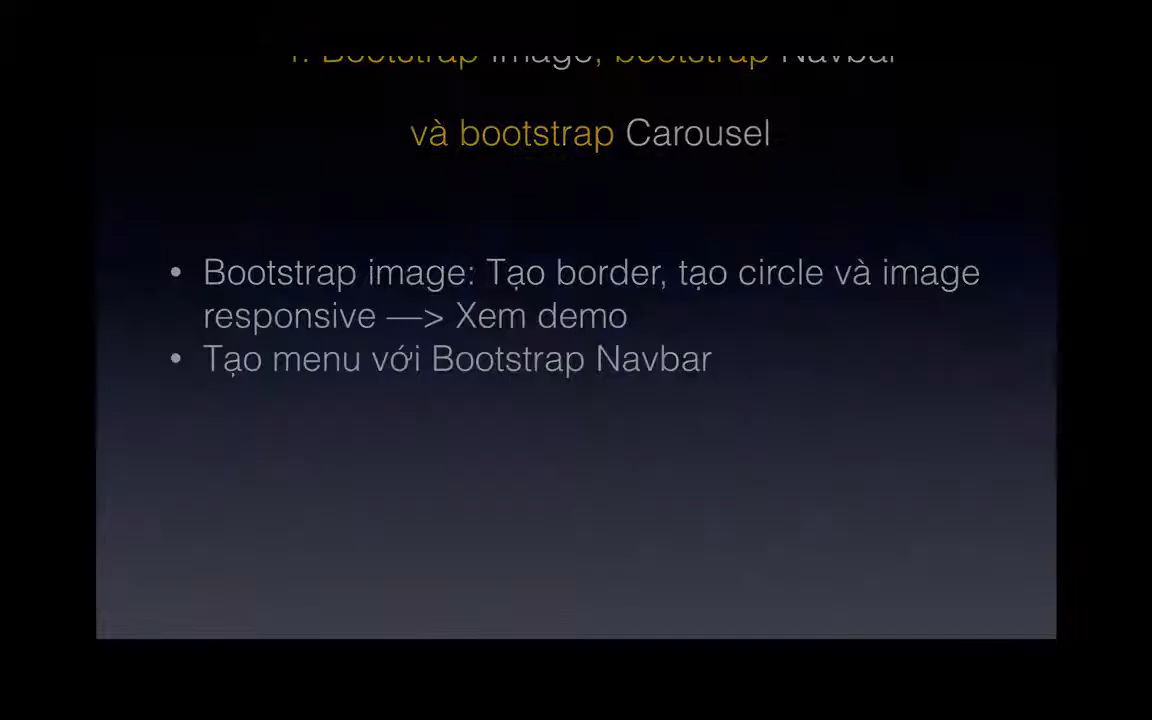 1. Bootstrap Image, bootstrap Navbar
và bootstrap Carousel
• Bootstrap image: Tạo border, tạo circle và image
responsive —> Xem demo
• Tạo menu với Bootstrap Navbar